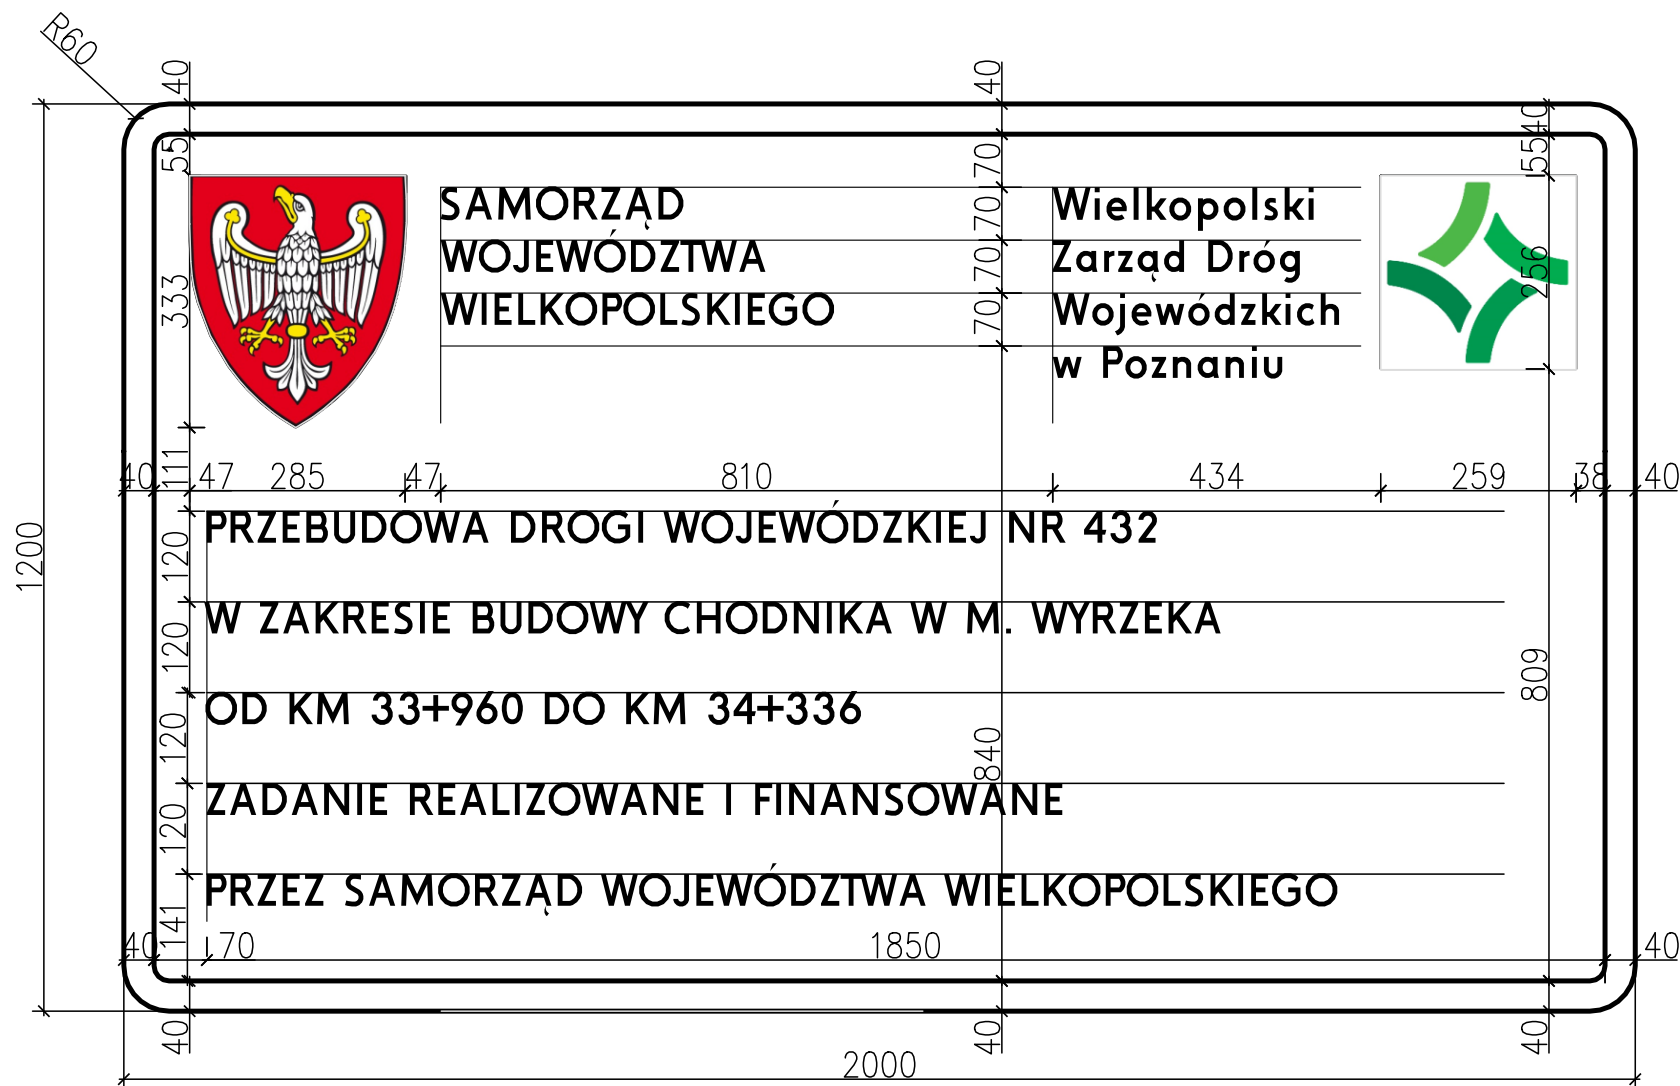 R60
40
40
55
40
55
70
SAMORZĄD
WOJEWÓDZTWA
WIELKOPOLSKIEGO
70
70
70
Wielkopolski
Zarząd Dróg
Wojewódzkich
w Poznaniu
333
256
111
40
47
285
47
810
434
259
38
40
1200
PRZEBUDOWA DROGI WOJEWÓDZKIEJ NR 432
120
W ZAKRESIE BUDOWY CHODNIKA W M. WYRZEKA
120
809
OD KM 33+960 DO KM 34+336
120
840
ZADANIE REALIZOWANE I FINANSOWANE
120
PRZEZ SAMORZĄD WOJEWÓDZTWA WIELKOPOLSKIEGO
141
40
70
1850
40
40
40
40
2000